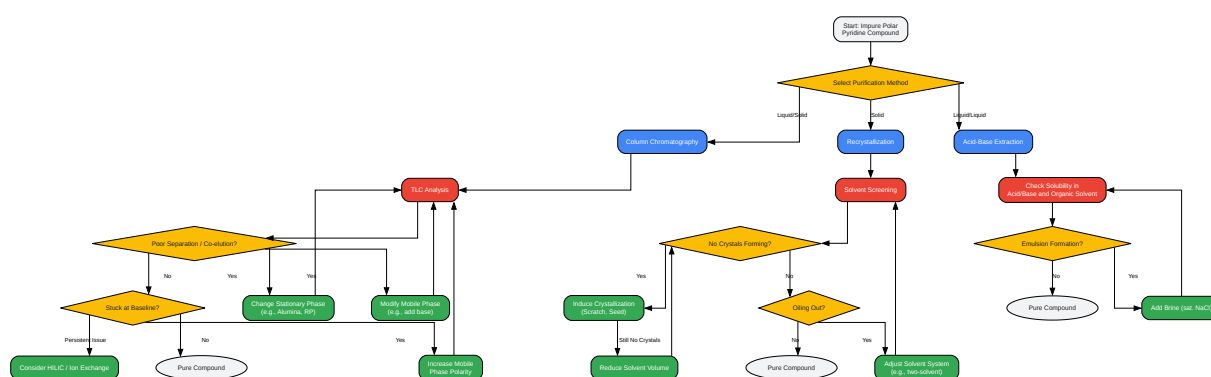 Start: Impure Polar
Pyridine Compound
Select Purification Method
Liquid/Solid
Solid
Liquid/Liquid
Column Chromatography
Recrystallization
Acid-Base Extraction
TLC Analysis
Solvent Screening
Check Solubility in
Acid/Base and Organic Solvent
Poor Separation / Co-elution?
No Crystals Forming?
Emulsion Formation?
No
Yes
Yes
Yes
No
No
Yes
Change Stationary Phase
(e.g., Alumina, RP)
Modify Mobile Phase
(e.g., add base)
Stuck at Baseline?
Induce Crystallization
(Scratch, Seed)
Oiling Out?
Pure Compound
Add Brine (sat. NaCl)
Persistent Issue
No
Yes
Still No Crystals
No
Yes
Consider HILIC / Ion Exchange
Pure Compound
Increase Mobile
Phase Polarity
Reduce Solvent Volume
Pure Compound
Adjust Solvent System
(e.g., two-solvent)